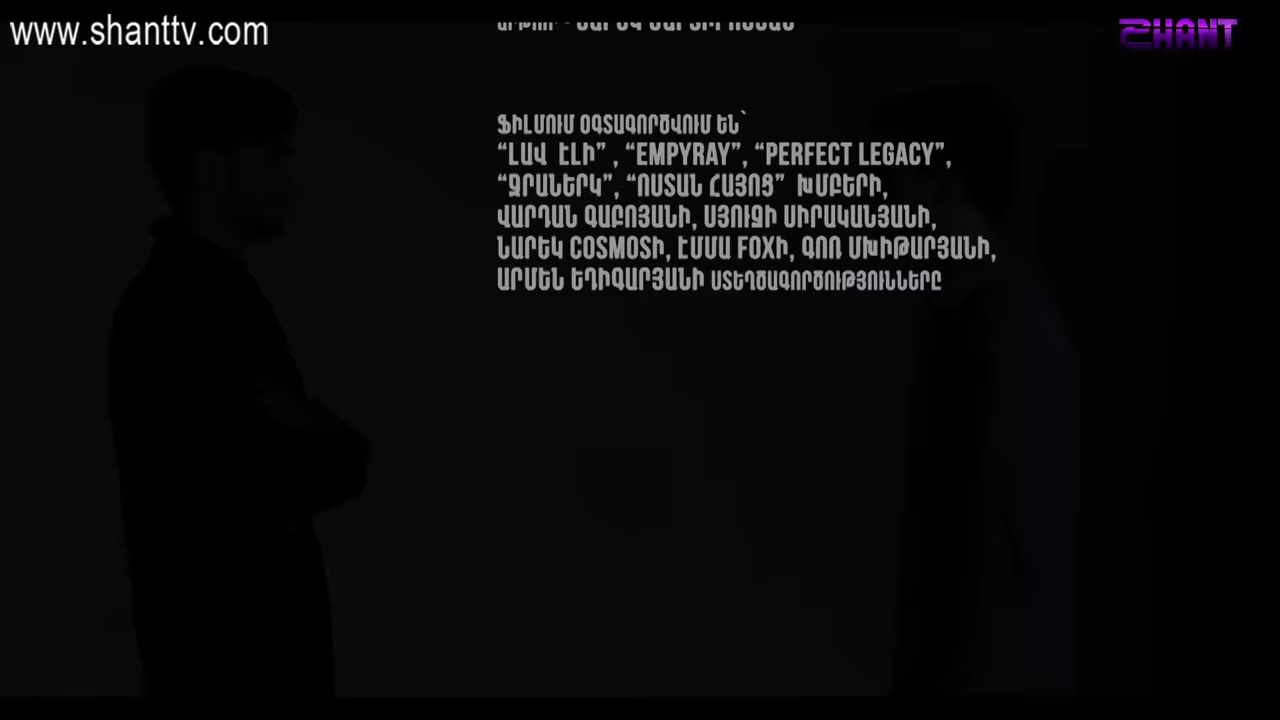 www.shanttv.com
SHANT
ՖԻԼՄՈՒՄ ՕԳՏԱԳՈՐԾՎՈՒՄ ԵՆ՝
“ԼԱՎ ԷԼԻ” , “EMPYRAY”, “PERFECT LEGACY”,
“ՋՐԱՆԵՐԿ”, “ՈՍՏԱՆ ՀԱՅՈՑ” ԽՄԲԵՐԻ,
ՎԱՐԴԱՆ ԳԱԲՈՅԱՆԻ, ՍՅՈՒԶԻ ՍԻՐԱԿԱՆՅԱՆԻ,
ՆԱՐԵԿ COSMOSԻ, ԷՄՄԱ FOXԻ, ԳՈՌ ՄԽԻԹԱՐՅԱՆԻ,
ԱՐՄԵՆ ԵԴԻԳԱՐՅԱՆԻ ՍՏԵՂԾԱԳՈՐԾՈՒԹՅՈՒՆՆԵՐԸ